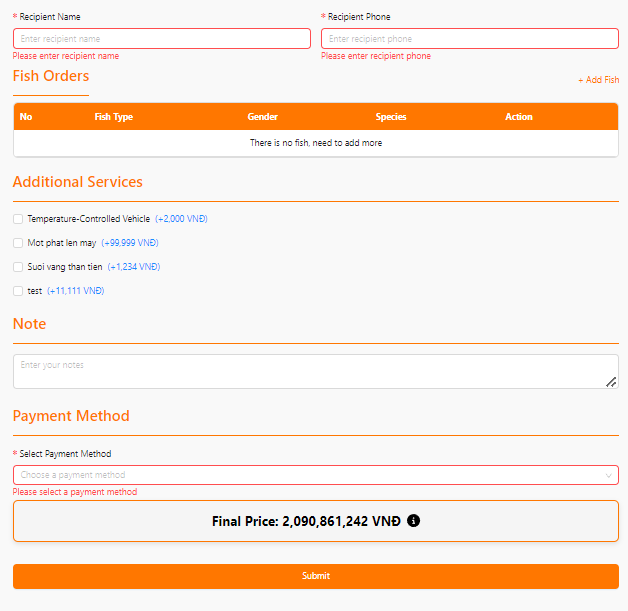 * Recipient Name * Recipient Phone
Enter recipient name Enter recipient phone
Please enter recipient name Please enter recipient phone
Fish Orders + Add Fish
No Fish Type Gender Species Action
There is no fish, need to add more
Additional Services
Temperature-Controlled Vehicle (+2,000 VNĐ)
Mot phat len may (+99,999 VNĐ)
Suoi vang than tien (+1,234 VNĐ)
test (+11,111 VNĐ)
Note
Enter your notes
Payment Method
* Select Payment Method
Choose a payment method
Please select a payment method
Final Price: 2,090,861,242 VNĐ
Submit